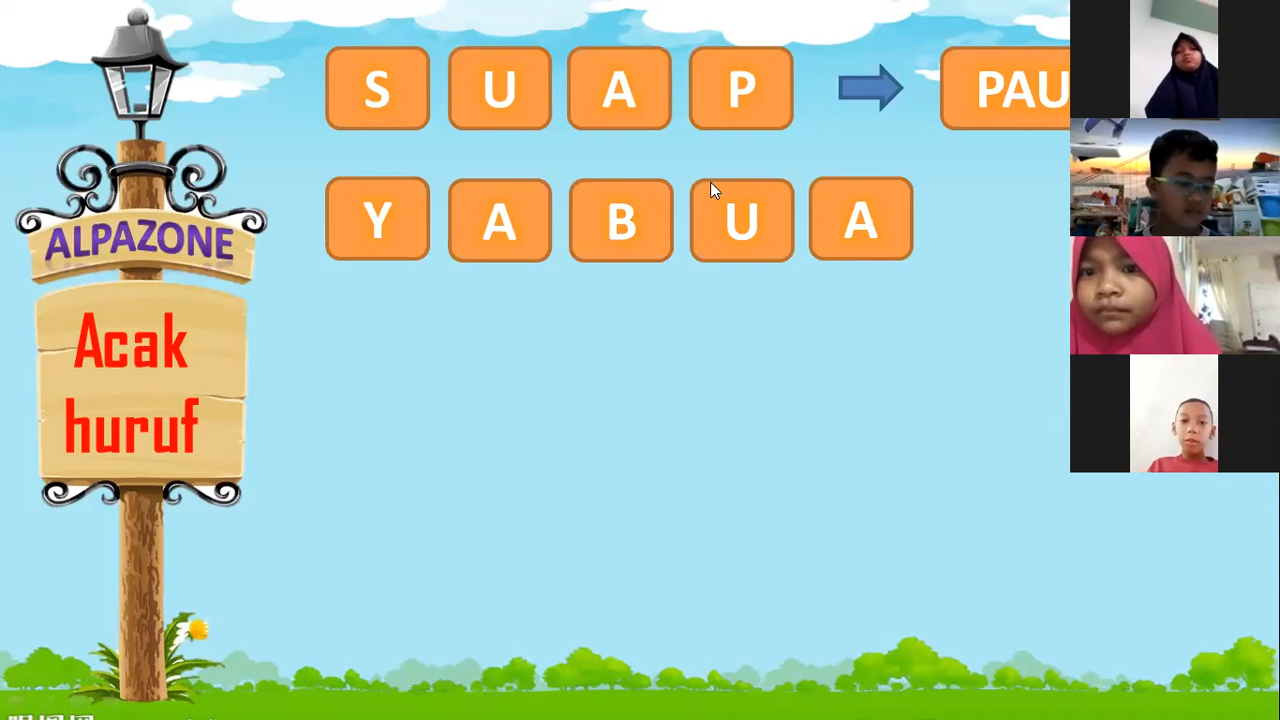 S U A P PAU
Y A B U A
ALPAZONE
Acak
huruf